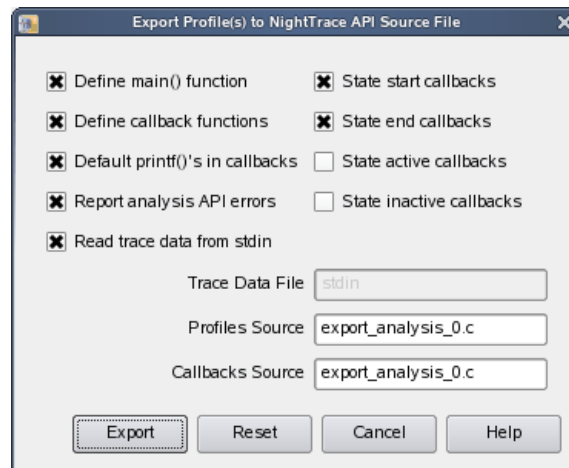 Export Profile(s) to NightTrace API Source File
Define main() function
State start callbacks
Define callback functions
State end callbacks
Default printf()'s in callbacks
State active callbacks
Report analysis API errors
State inactive callbacks
Read trace data from stdin
Trace Data File stdin
Profiles Source export_analysis_0.c
Callbacks Source export_analysis_0.c
Export Reset Cancel Help